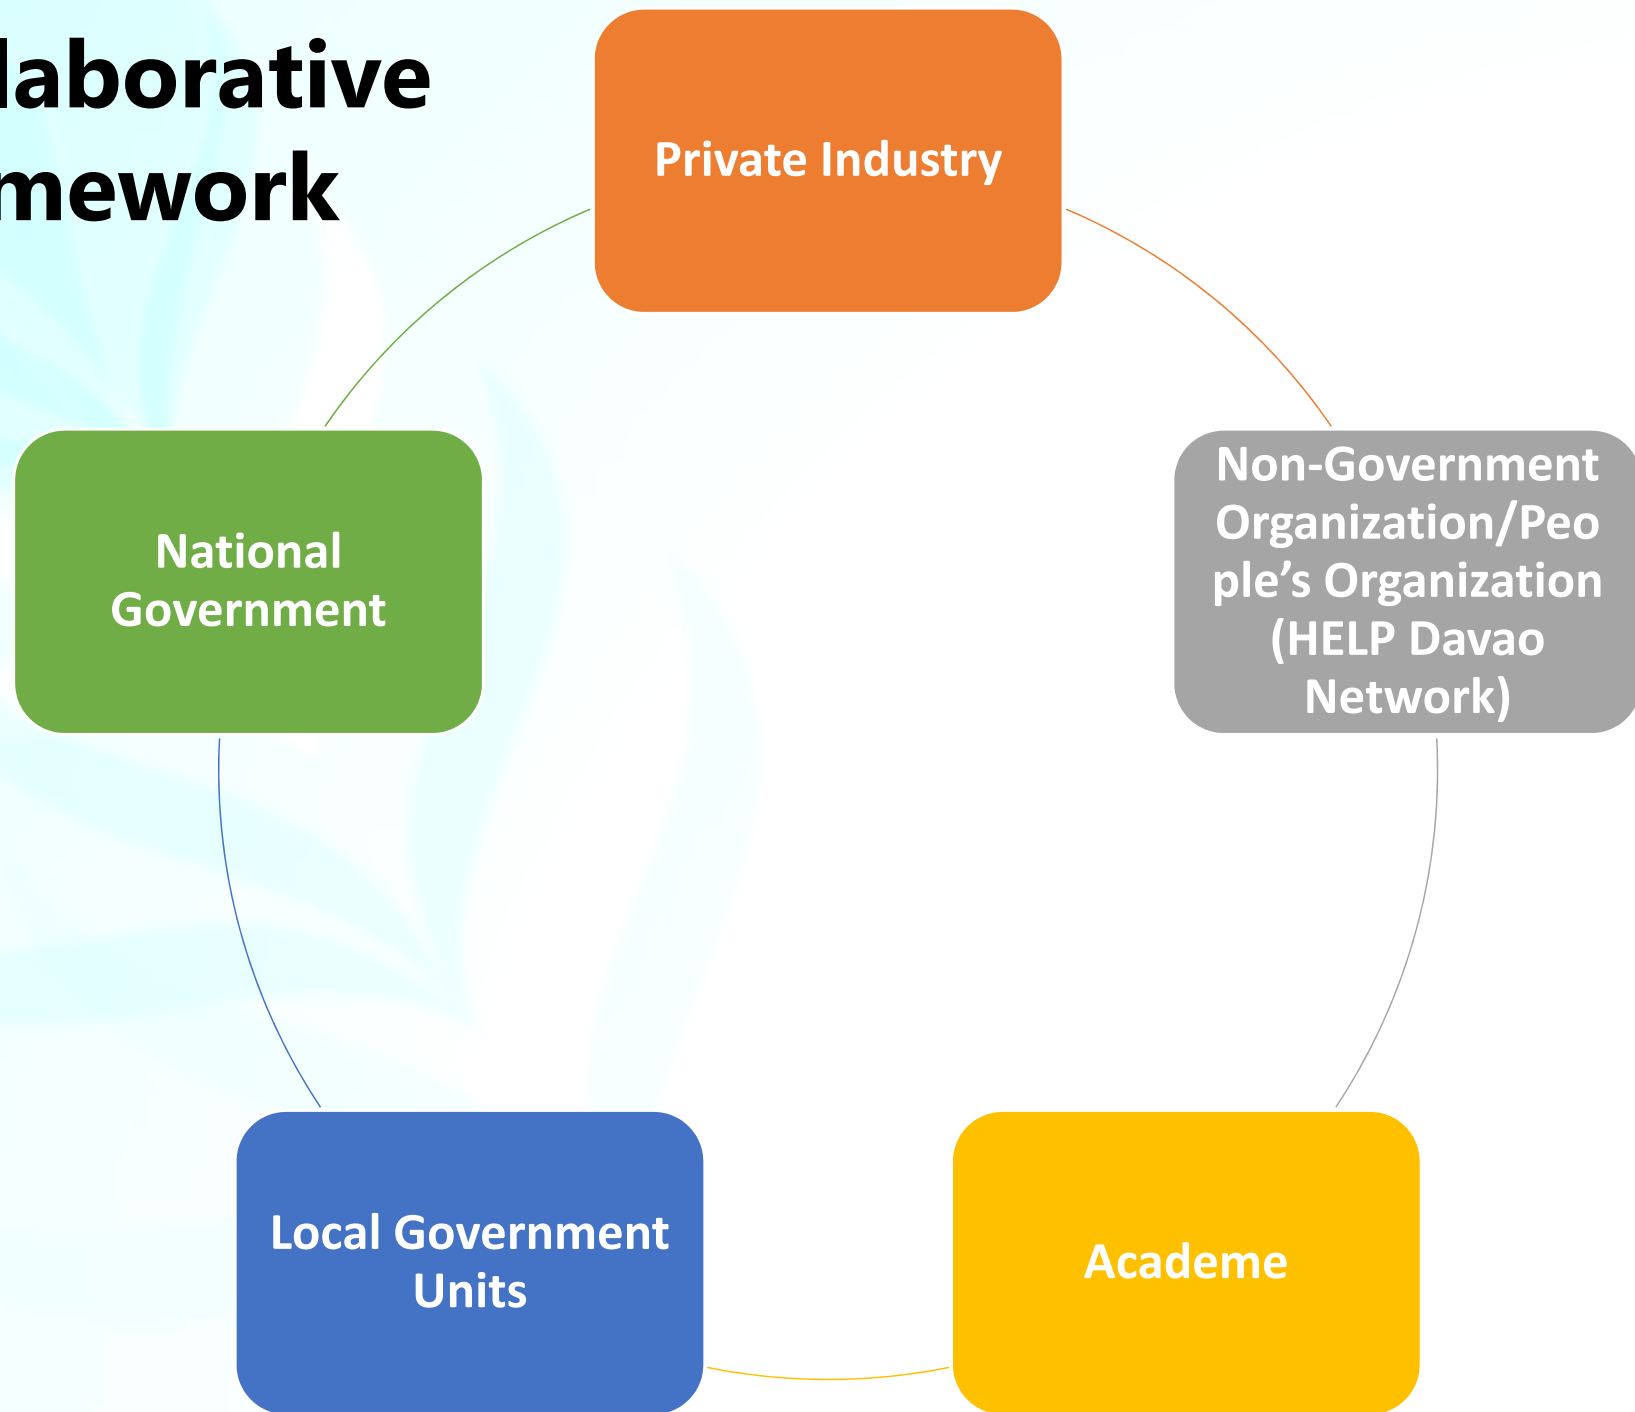 laborative
mework
Private Industry
Non-Government
Organization/Peo
ple’s Organization
(HELP Davao
Network)
National
Government
Local Government
Units
Academe